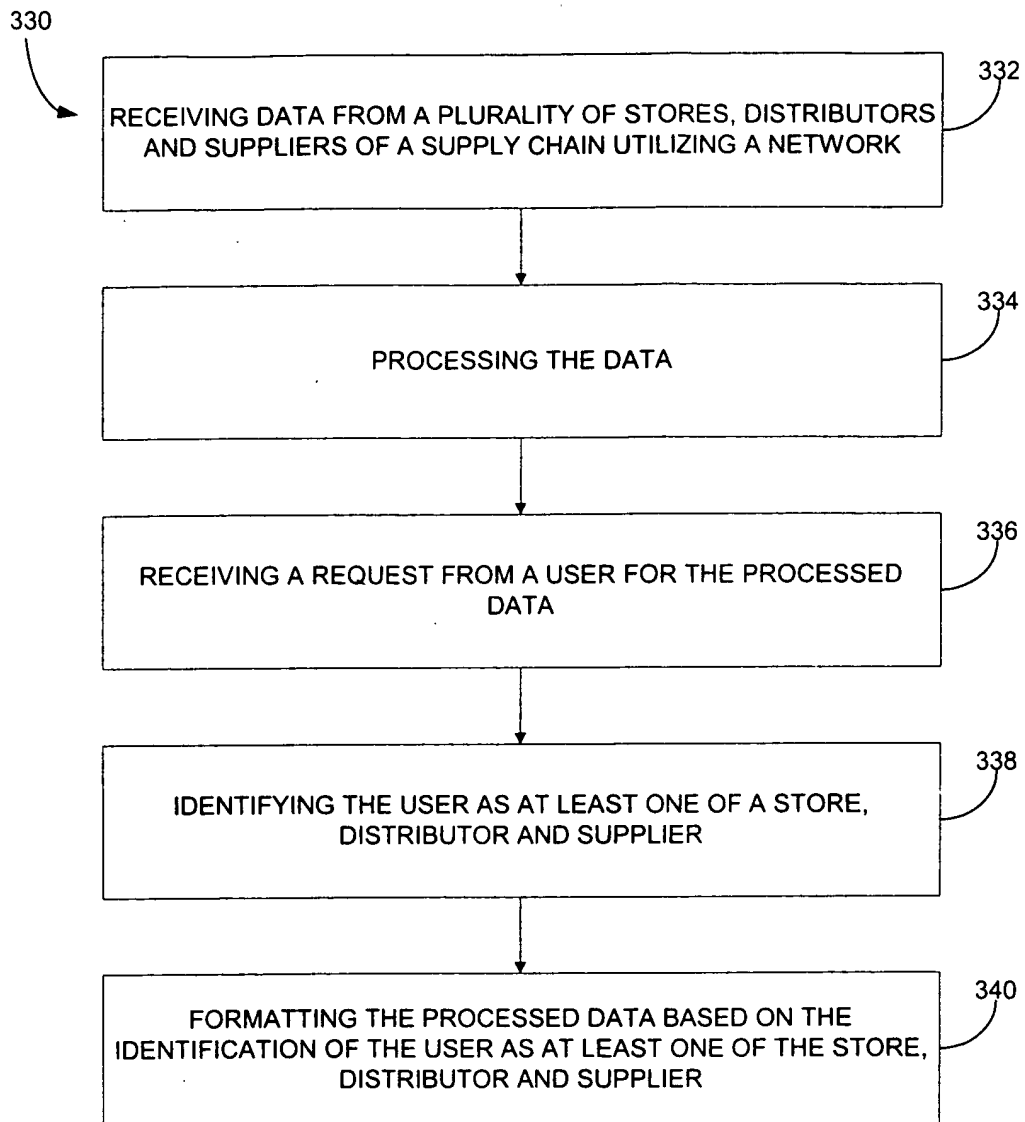 330
332
RECEIVING DATA FROM A PLURALITY OF STORES, DISTRIBUTORS
AND SUPPLIERS OF A SUPPLY CHAIN UTILIZING A NETWORK
334
PROCESSING THE DATA
336
RECEIVING A REQUEST FROM A USER FOR THE PROCESSED
DATA
338
IDENTIFYING THE USER AS AT LEAST ONE OF A STORE,
DISTRIBUTOR AND SUPPLIER
340
FORMATTING THE PROCESSED DATA BASED ON THE
IDENTIFICATION OF THE USER AS AT LEAST ONE OF THE STORE,
DISTRIBUTOR AND SUPPLIER